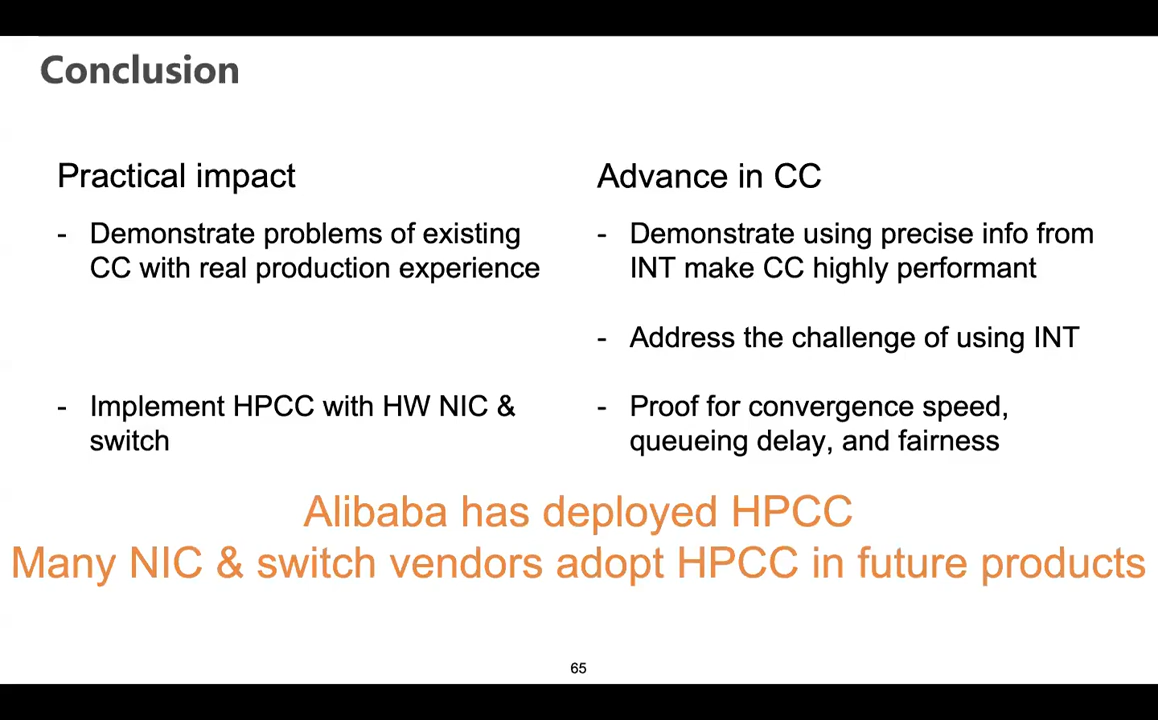 Conclusion
Practical impact
- Demonstrate problems of existing
CC with real production experience
- Implement HPCC with HW NIC &
switch
Advance in CC
- Demonstrate using precise info from
INT make CC highly performant
- Address the challenge of using INT
- Proof for convergence speed,
queueing delay, and fairness
Alibaba has deployed HPCC
Many NIC & switch vendors adopt HPCC in future products
65